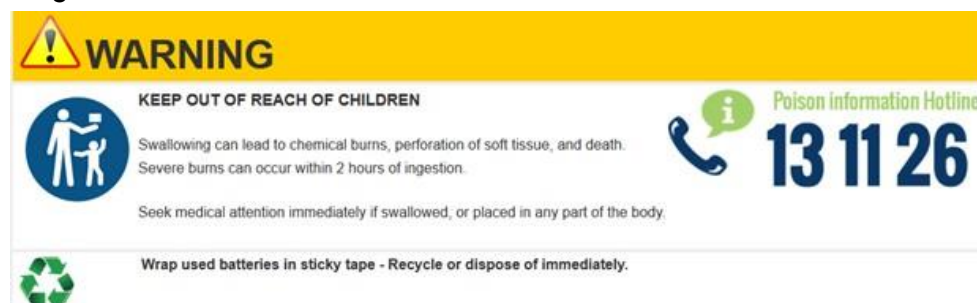 WARNING
KEEP OUT OF REACH OF CHILDREN
Swallowing can lead to chemical burns, perforation of soft tissue, and death.
Severe burns can occur within 2 hours of ingestion.
Seek medical attention immediately if swallowed, or placed in any part of the body.
Poison information Hotline
13 11 26
Wrap used batteries in sticky tape - Recycle or dispose of immediately.